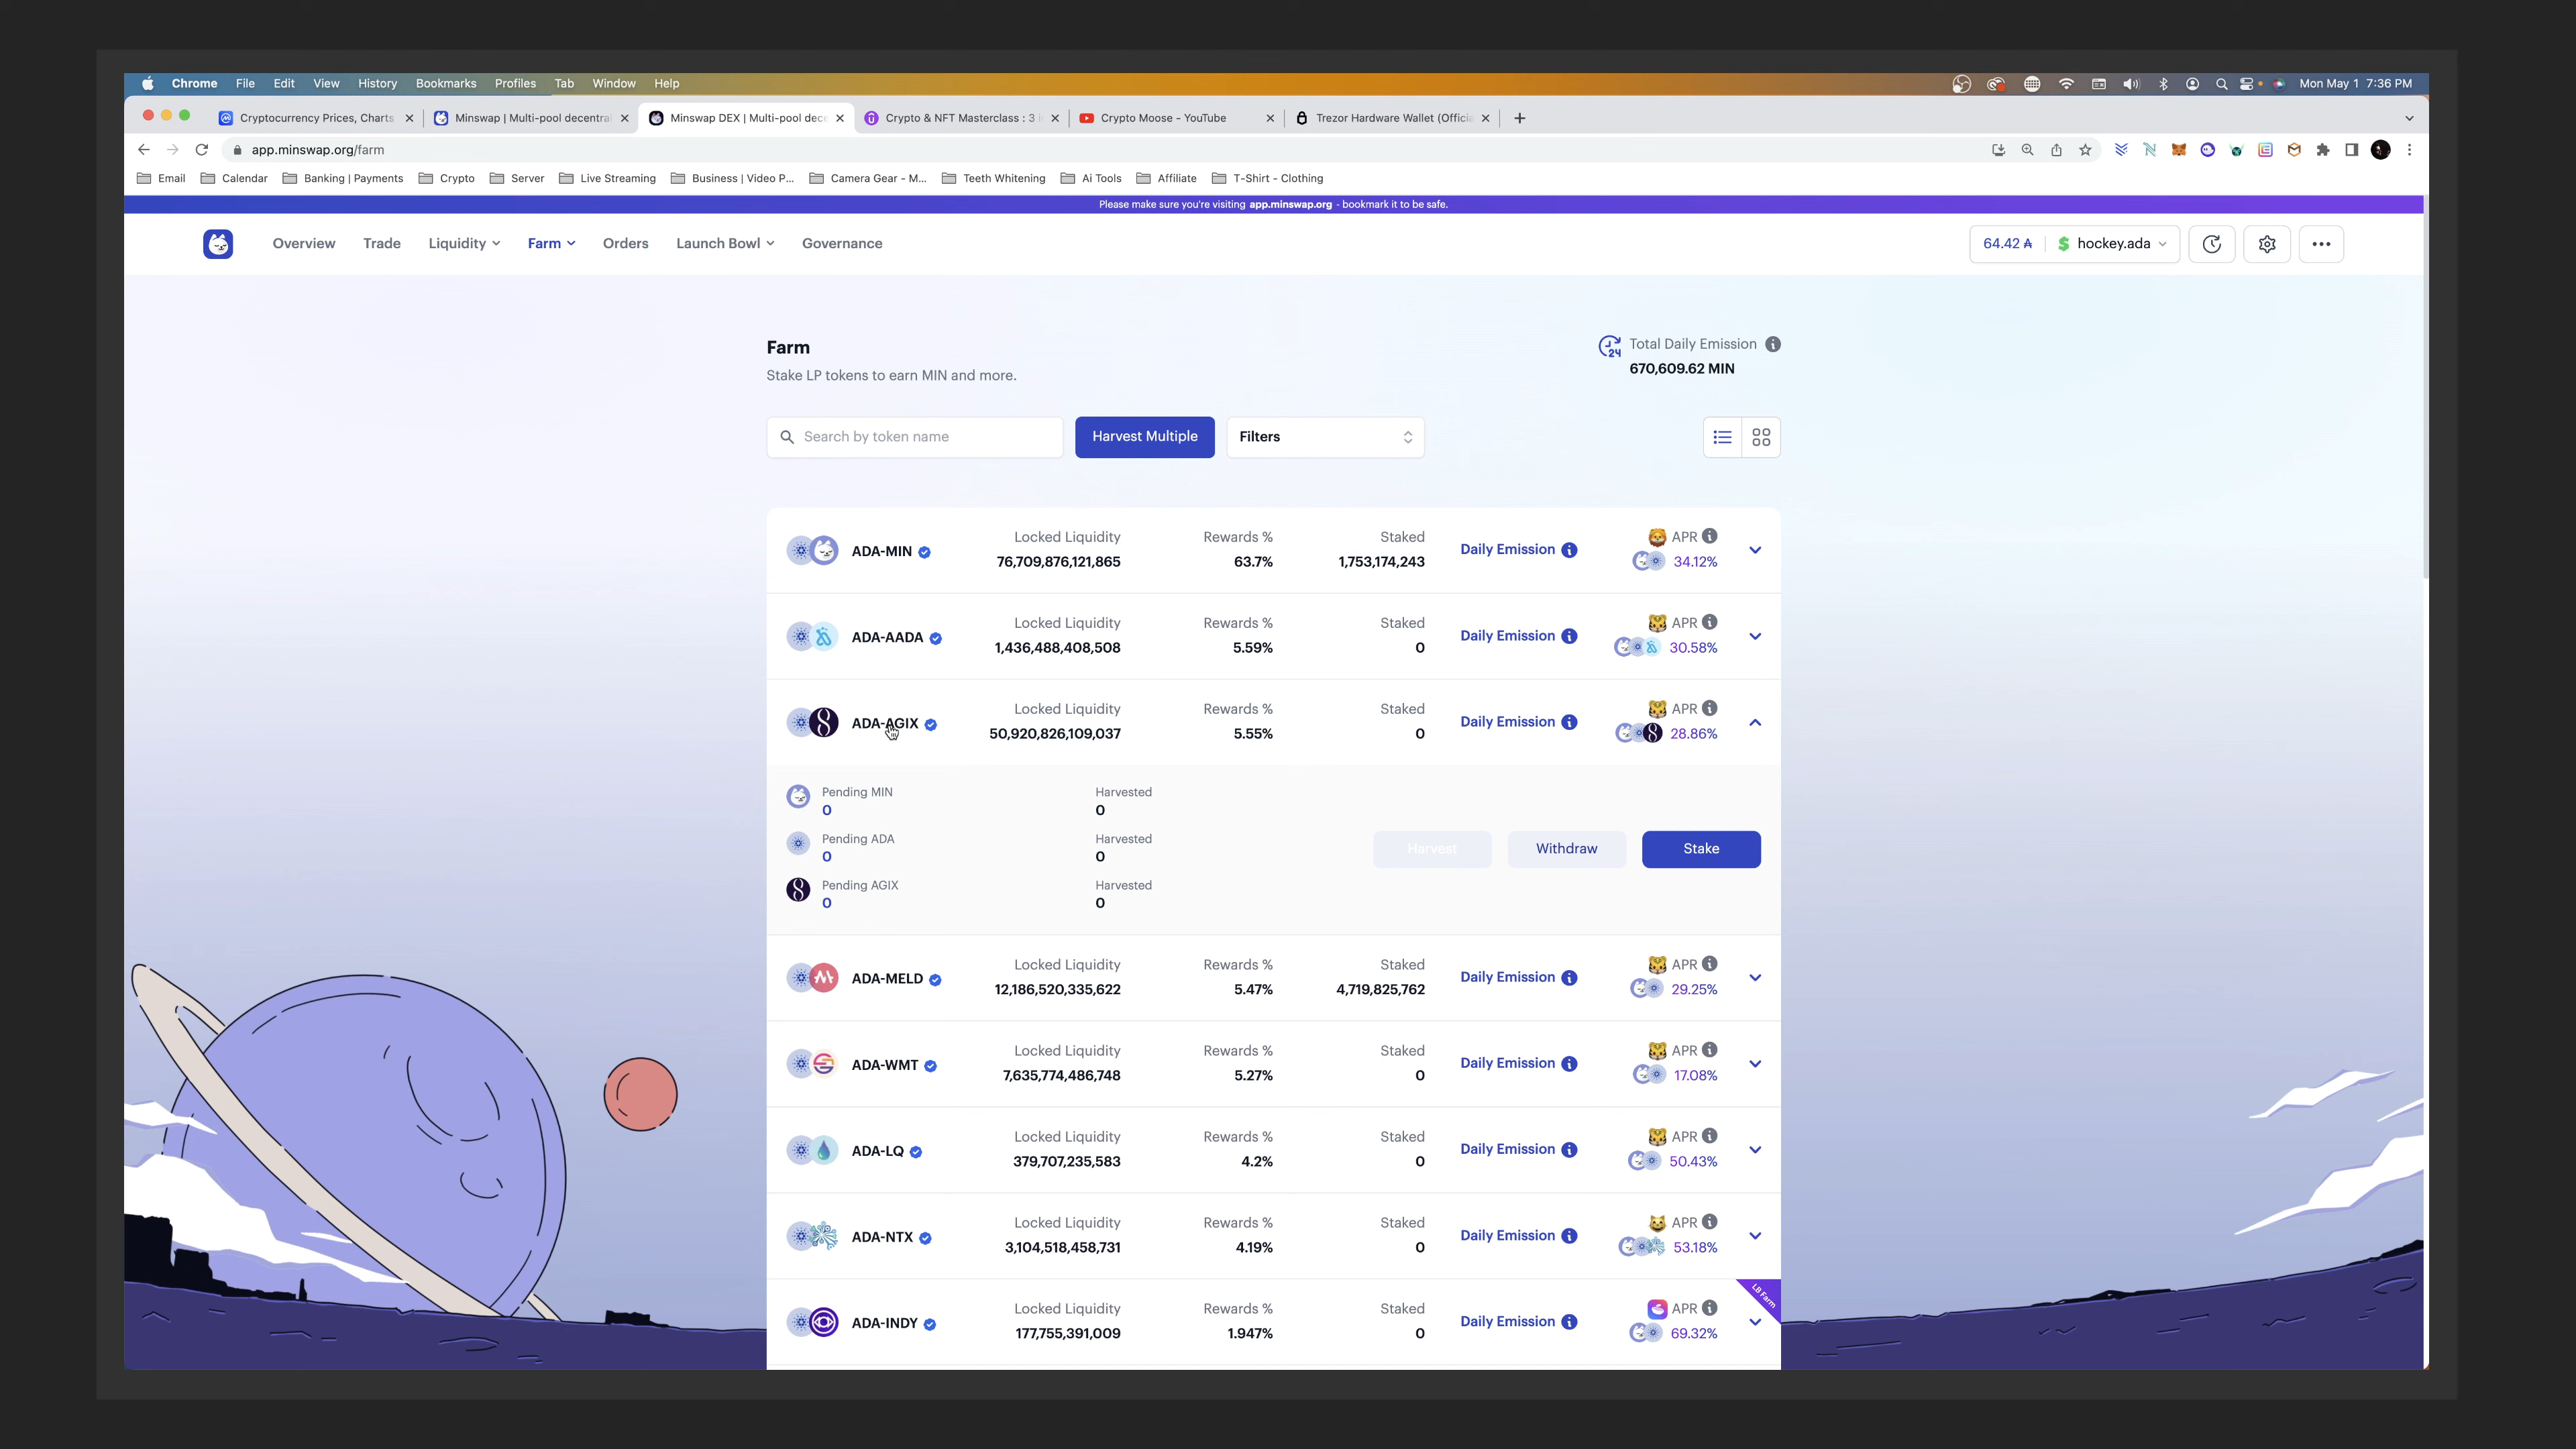 Chrome File Edit View History Bookmarks Profiles Tab Window Help Mon May 1 7:36 PM
Cryptocurrency Prices, Charts Minswap | Multi-pool decentral Minswap DEX | Multi-pool dece Crypto & NFT Masterclass : 3 i Crypto Moose - YouTube Trezor Hardware Wallet (Officia
app.minswap.org/farm
Email Calendar Banking | Payments Crypto Server Live Streaming Business | Video P... Camera Gear - M... Teeth Whitening Ai Tools Affiliate T-Shirt - Clothing
Please make sure you're visiting app.minswap.org - bookmark it to be safe.
Overview Trade Liquidity Farm Orders Launch Bowl Governance 64.42 ₳ hockey.ada
Farm
Stake LP tokens to earn MIN and more.
24 Total Daily Emission
670,609.62 MIN
Search by token name Harvest Multiple Filters
ADA-MIN Locked Liquidity Rewards % Staked Daily Emission APR
76,709,876,121,865 63.7% 1,753,174,243 34.12%
ADA-AADA Locked Liquidity Rewards % Staked Daily Emission APR
1,436,488,408,508 5.59% 0 30.58%
ADA-AGIX Locked Liquidity Rewards % Staked Daily Emission APR
50,920,826,109,037 5.55% 0 28.86%
Pending MIN Harvested
0 0
Pending ADA Harvested
0 0
Harvest Withdraw Stake
Pending AGIX Harvested
0 0
ADA-MELD Locked Liquidity Rewards % Staked Daily Emission APR
12,186,520,335,622 5.47% 4,719,825,762 29.25%
ADA-WMT Locked Liquidity Rewards % Staked Daily Emission APR
7,635,774,486,748 5.27% 0 17.08%
ADA-LQ Locked Liquidity Rewards % Staked Daily Emission APR
379,707,235,583 4.2% 0 50.43%
ADA-NTX Locked Liquidity Rewards % Staked Daily Emission APR
3,104,518,458,731 4.19% 0 53.18%
LB Farm
ADA-INDY Locked Liquidity Rewards % Staked Daily Emission APR
177,755,391,009 1.947% 0 69.32%